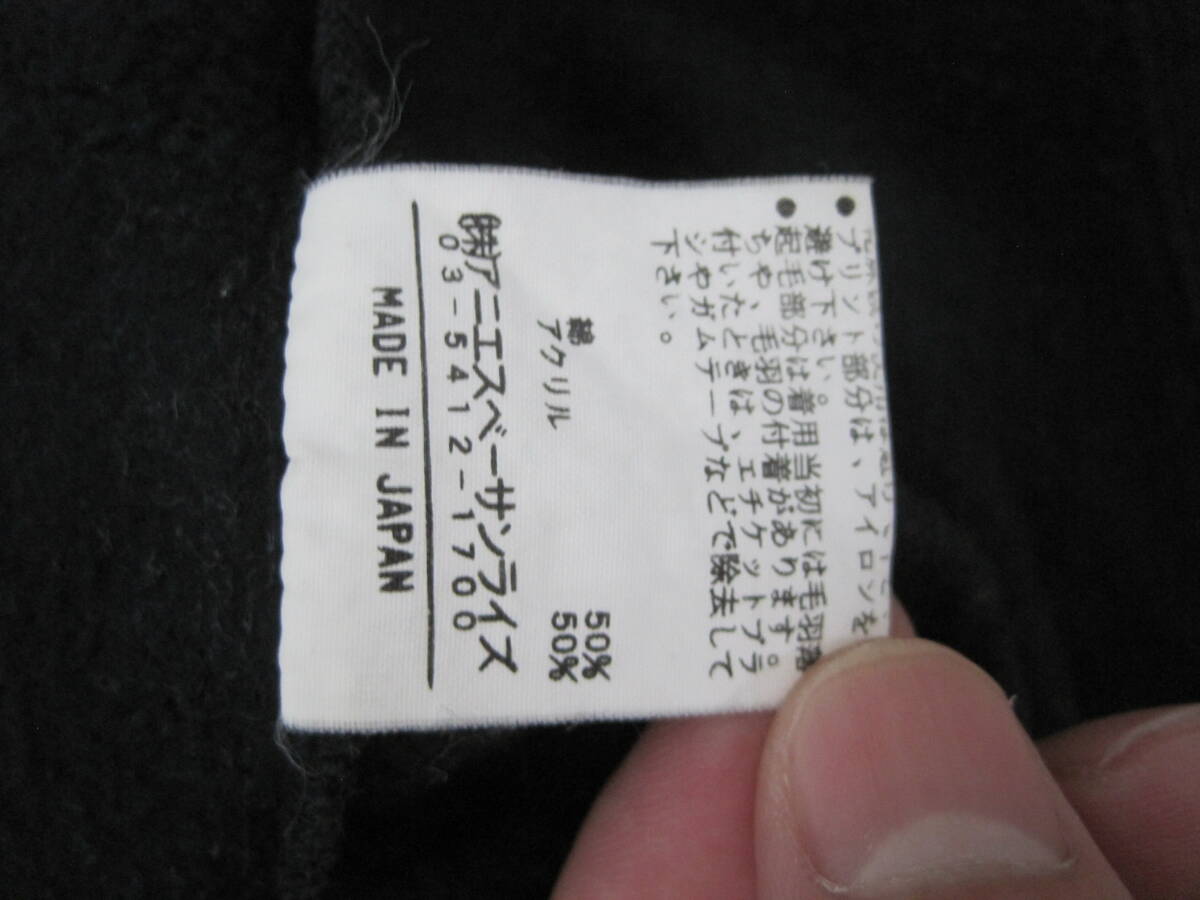 ●プリント部分は、アイロンを
避け下さい。
●起毛部分は着用当初には毛羽落
ちや、毛羽の付着があります。
付いたときは、エチケットブラ
シやガムテープなどで除去して
下さい。
綿 50%
アクリル 50%
㈱アニエスベーサンライズ
03-5412-1700
MADE IN JAPAN